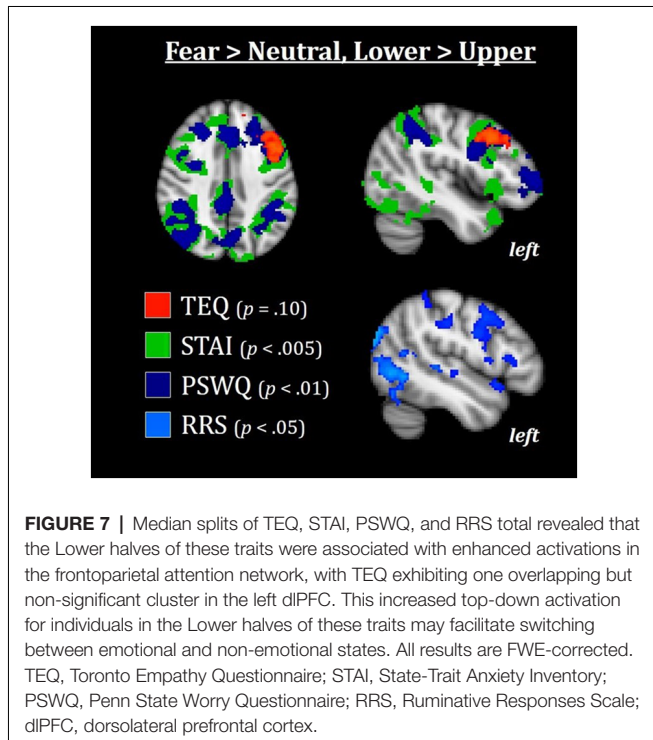 Fear > Neutral, Lower > Upper
left
TEQ (p = .10)
STAI (p < .005)
PSWQ (p < .01)
RRS (p < .05)
left
FIGURE 7 | Median splits of TEQ, STAI, PSWQ, and RRS total revealed that
the Lower halves of these traits were associated with enhanced activations in
the frontoparietal attention network, with TEQ exhibiting one overlapping but
non-significant cluster in the left dlPFC. This increased top-down activation
for individuals in the Lower halves of these traits may facilitate switching
between emotional and non-emotional states. All results are FWE-corrected.
TEQ, Toronto Empathy Questionnaire; STAI, State-Trait Anxiety Inventory;
PSWQ, Penn State Worry Questionnaire; RRS, Ruminative Responses Scale;
dlPFC, dorsolateral prefrontal cortex.